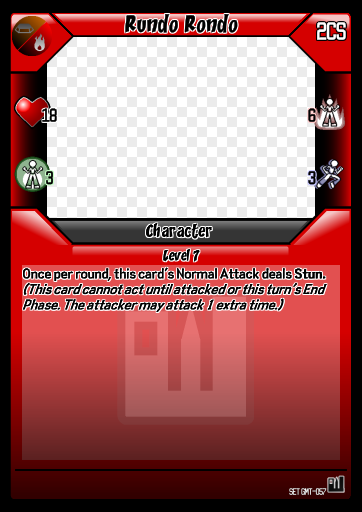 Rundo Rondo
2CS
18
6
3
3
Character
Level 1
Once per round, this card's Normal Attack deals Stun.
(This card cannot act until attacked or this turn's End
Phase. The attacker may attack 1 extra time.)
SET GMT-057